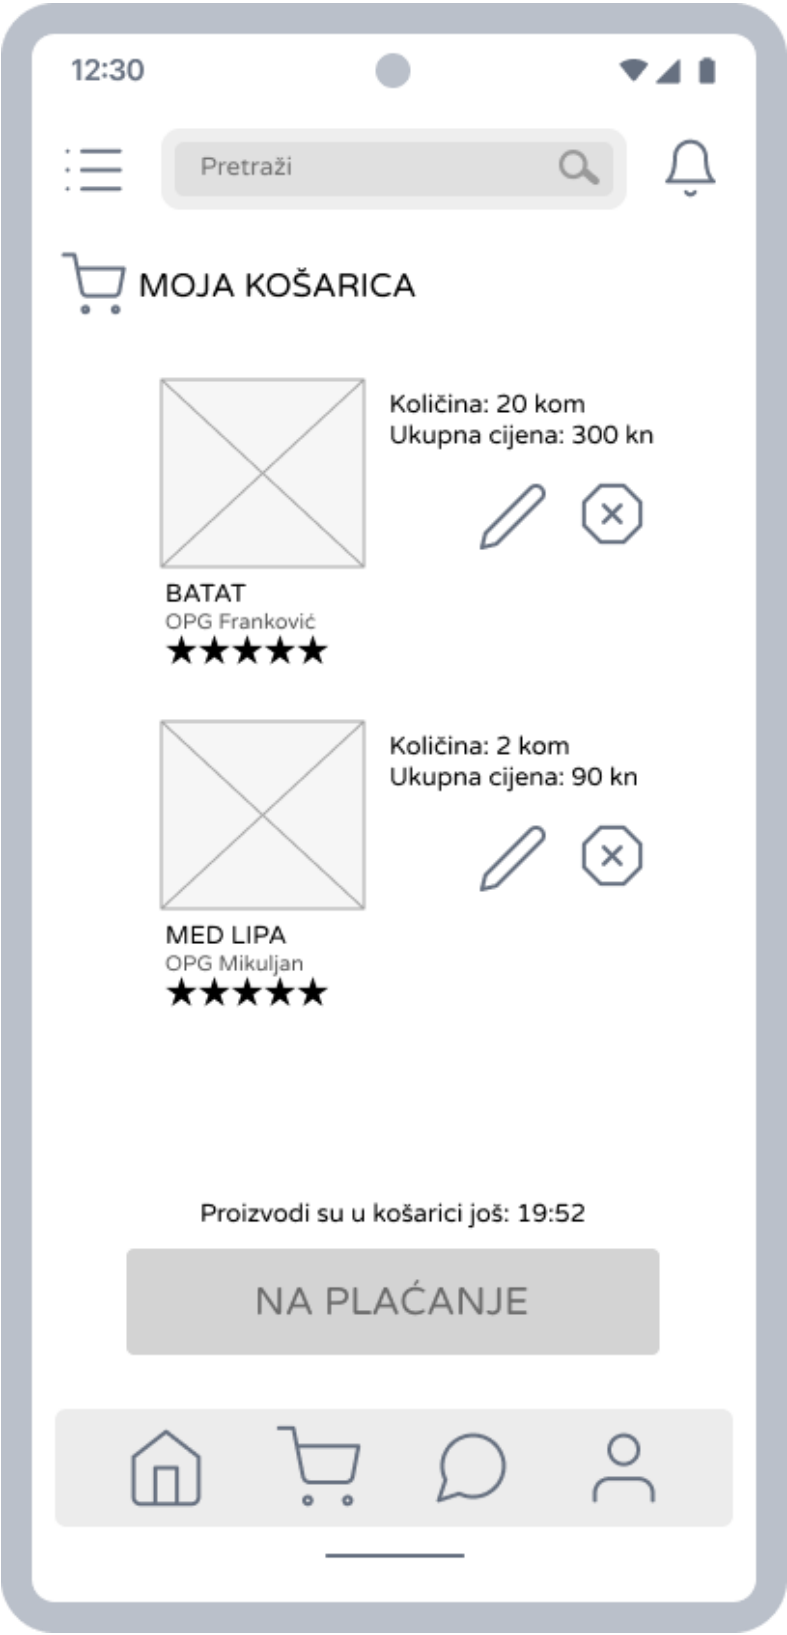 12:30
Pretraži
MOJA KOŠARICA
Količina: 20 kom
Ukupna cijena: 300 kn
BATAT
OPG Franković
Količina: 2 kom
Ukupna cijena: 90 kn
MED LIPA
OPG Mikuljan
Proizvodi su u košarici još: 19:52
NA PLAĆANJE